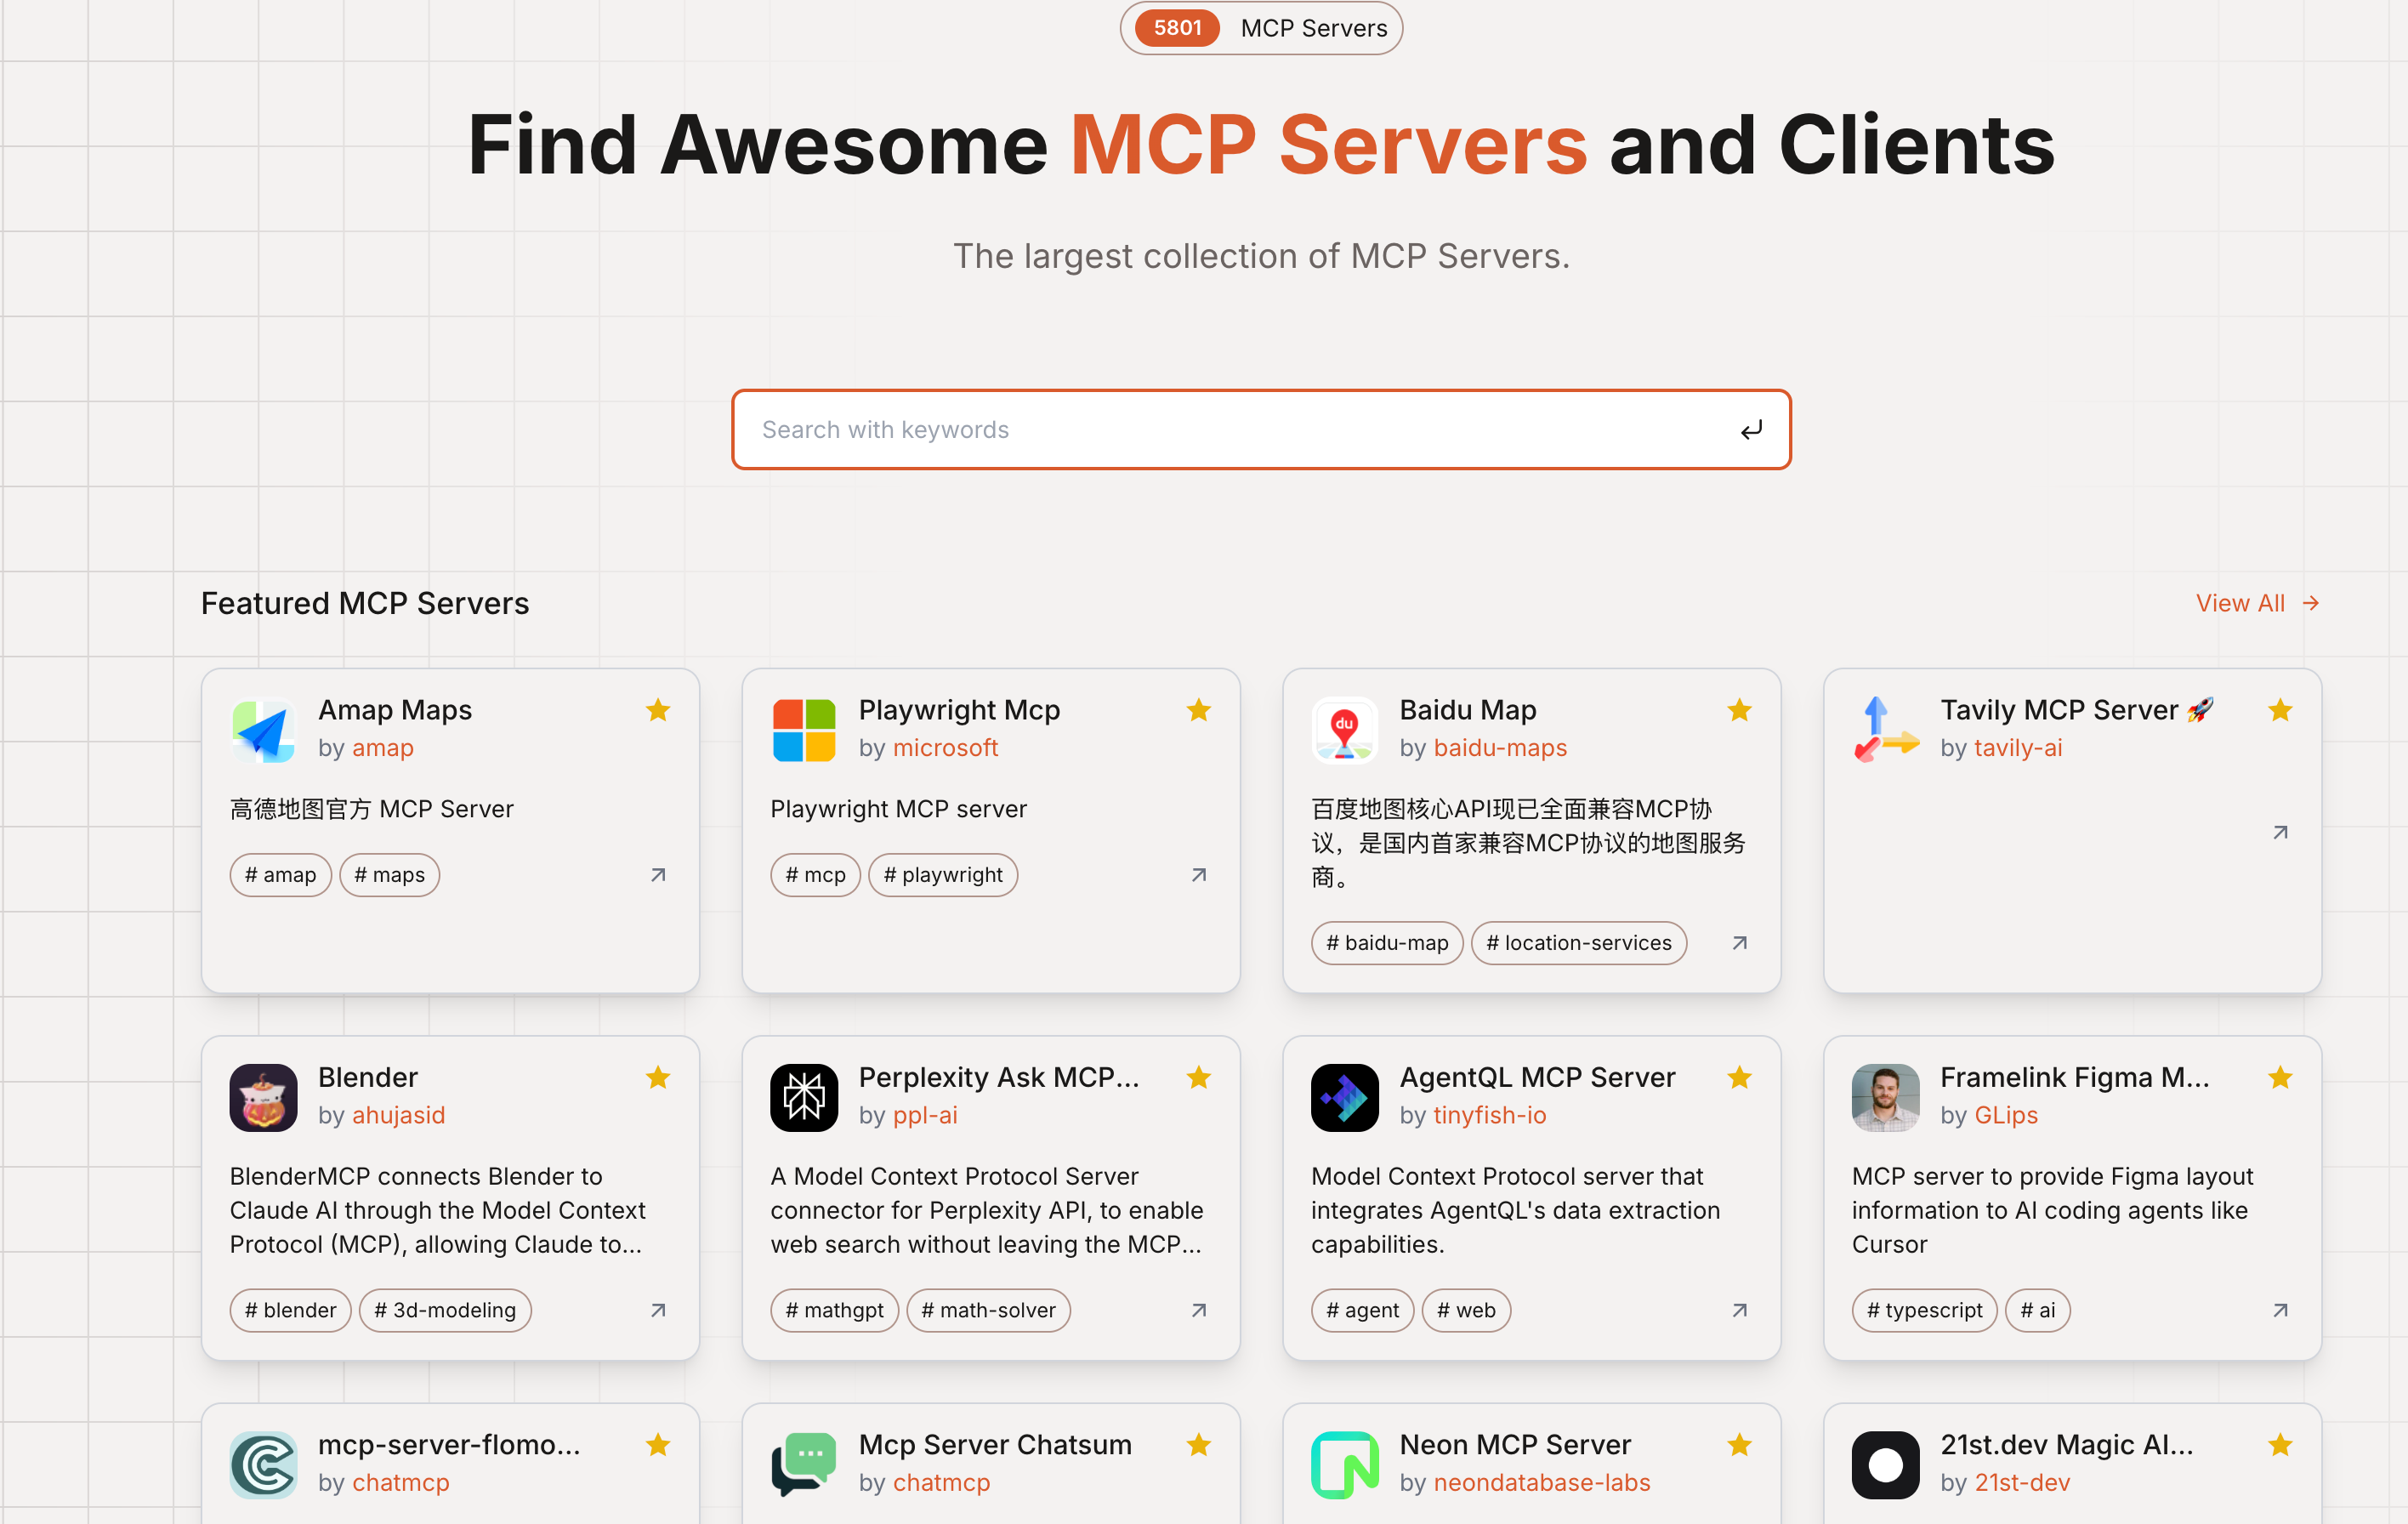 5801 MCP Servers
Find Awesome MCP Servers and Clients
The largest collection of MCP Servers.
Search with keywords
Featured MCP Servers
View All
Amap Maps
by amap
高德地图官方 MCP Server
# amap # maps
Playwright Mcp
by microsoft
Playwright MCP server
# mcp # playwright
du
Baidu Map
by baidu-maps
百度地图核心API现已全面兼容MCP协
议，是国内首家兼容MCP协议的地图服务
商。
# baidu-map # location-services
Tavily MCP Server 🚀
by tavily-ai
Blender
by ahujasid
BlenderMCP connects Blender to
Claude AI through the Model Context
Protocol (MCP), allowing Claude to...
# blender # 3d-modeling
Perplexity Ask MCP...
by ppl-ai
A Model Context Protocol Server
connector for Perplexity API, to enable
web search without leaving the MCP...
# mathgpt # math-solver
AgentQL MCP Server
by tinyfish-io
Model Context Protocol server that
integrates AgentQL's data extraction
capabilities.
# agent # web
Framelink Figma M...
by GLips
MCP server to provide Figma layout
information to AI coding agents like
Cursor
# typescript # ai
mcp-server-flomo...
by chatmcp
Mcp Server Chatsum
by chatmcp
Neon MCP Server
by neondatabase-labs
21st.dev Magic AI...
by 21st-dev